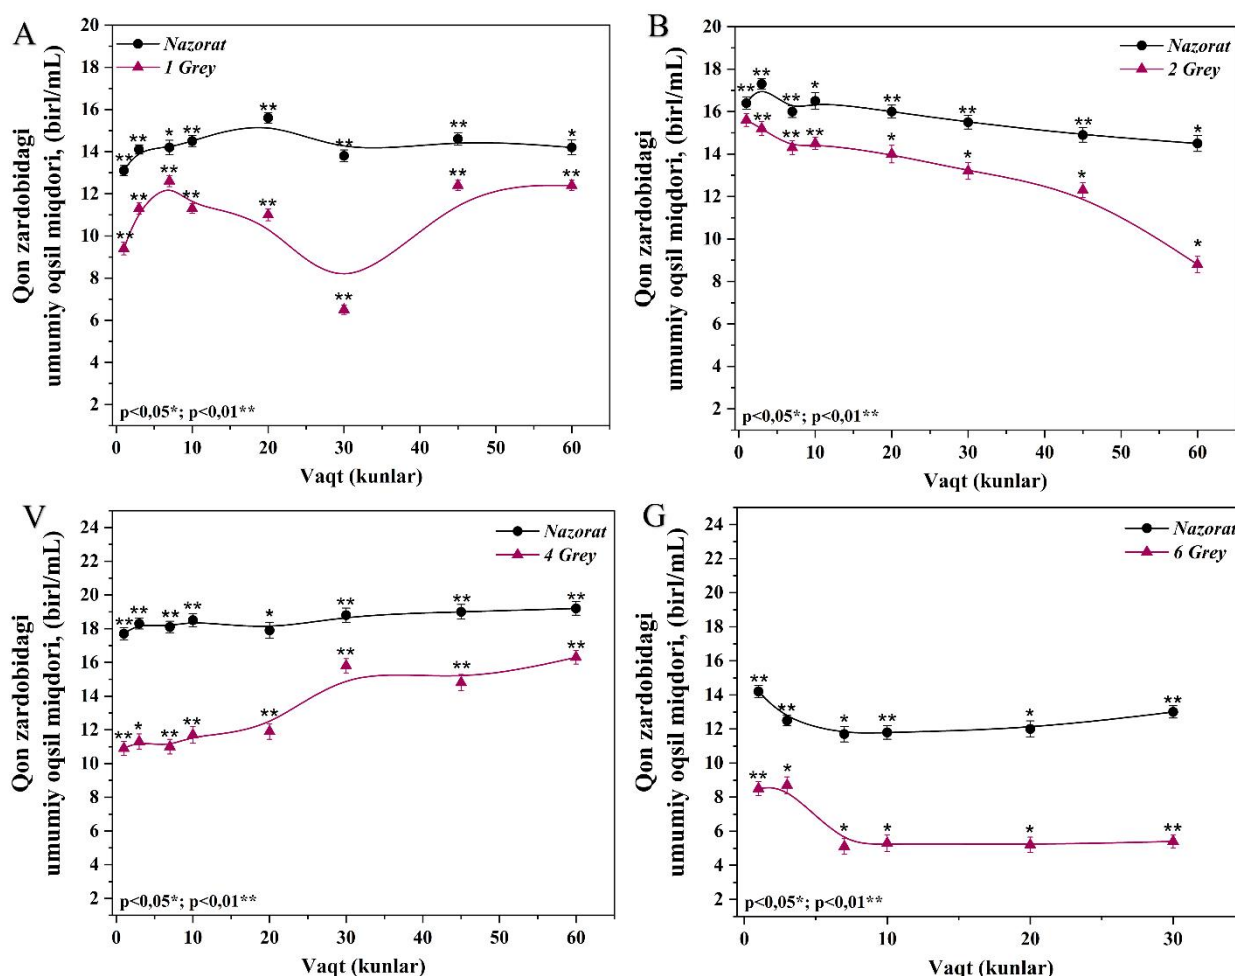 A
Qon zardobidagi
umumiy oqsil miqdori, (birl/mL)
20
18
16
14
12
10
8
6
4
2
Nazorat
1 Grey
** ** * ** ** ** ** *
** ** ** ** ** ** ** **
p<0,05*; p<0,01**
0 10 20 30 40 50 60
Vaqt (kunlar)
B
Qon zardobidagi
umumiy oqsil miqdori, (birl/mL)
20
18
16
14
12
10
8
6
4
2
Nazorat
2 Grey
** ** ** * ** ** ** *
** ** ** * * * *
p<0,05*; p<0,01**
0 10 20 30 40 50 60
Vaqt (kunlar)
V
Qon zardobidagi
umumiy oqsil miqdori, (birl/mL)
24
22
20
18
16
14
12
10
8
6
4
2
Nazorat
4 Grey
** ** ** ** * ** ** **
** * ** ** ** ** ** **
p<0,05*; p<0,01**
0 10 20 30 40 50 60
Vaqt (kunlar)
G
Qon zardobidagi
umumiy oqsil miqdori, (birl/mL)
24
22
20
18
16
14
12
10
8
6
4
2
Nazorat
6 Grey
** ** * ** * **
** * * * * **
p<0,05*; p<0,01**
0 10 20 30
Vaqt (kunlar)